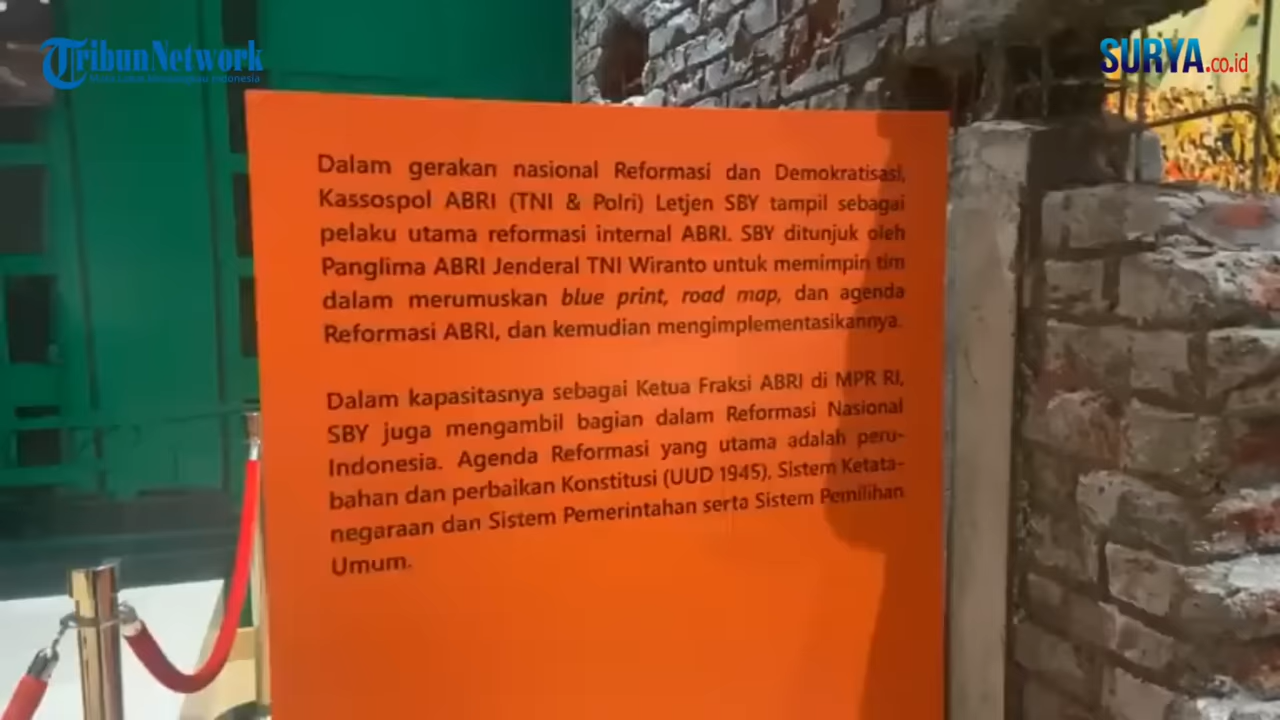 TribunNetwork
SURYA.co.id
Dalam gerakan nasional Reformasi dan Demokratisasi,
Kassospol ABRI (TNI & Polri) Letjen SBY tampil sebagai
pelaku utama reformasi internal ABRI. SBY ditunjuk oleh
Panglima ABRI Jenderal TNI Wiranto untuk memimpin tim
dalam merumuskan blue print, road map, dan agenda
Reformasi ABRI, dan kemudian mengimplementasikannya.
Dalam kapasitasnya sebagai Ketua Fraksi ABRI di MPR RI,
SBY juga mengambil bagian dalam Reformasi Nasional
Indonesia. Agenda Reformasi yang utama adalah peru-
bahan dan perbaikan Konstitusi (UUD 1945), Sistem Ketata-
negaraan dan Sistem Pemerintahan serta Sistem Pemilihan
Umum.